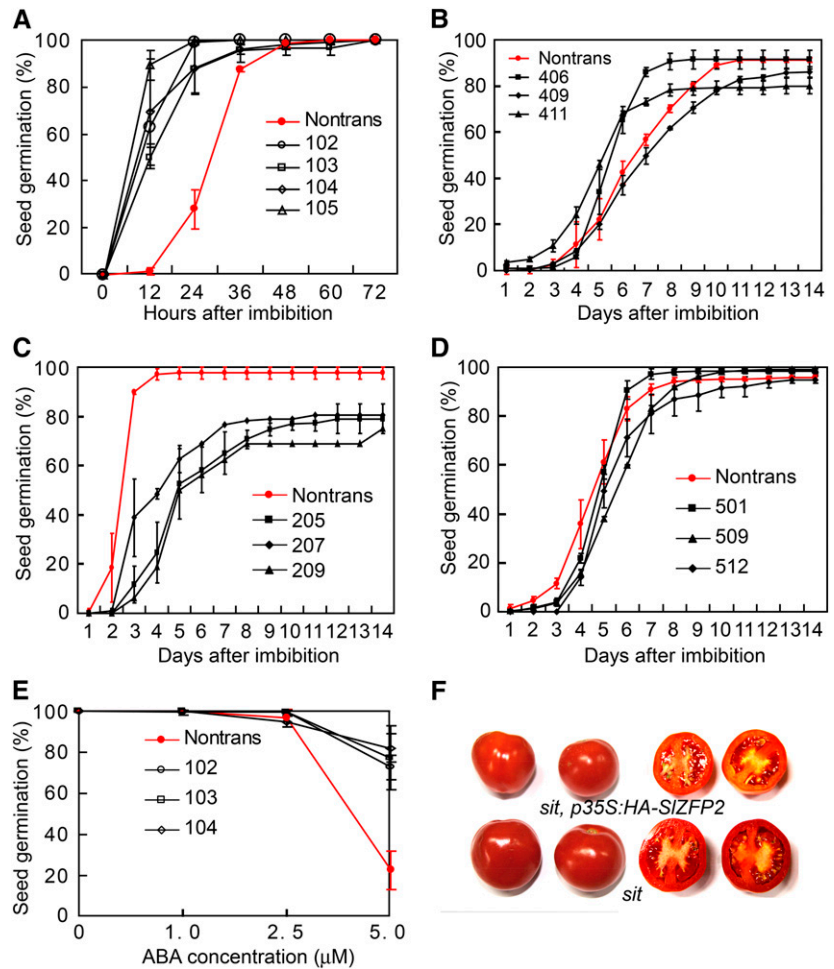 A
Seed germination (%)
100
80
60
40
20
0
Nontrans
102
103
104
105
0 12 24 36 48 60 72
Hours after imbibition
B
Seed germination (%)
100
80
60
40
20
0
Nontrans
406
409
411
1 2 3 4 5 6 7 8 9 10 11 12 13 14
Days after imbibition
C
Seed germination (%)
100
80
60
40
20
0
Nontrans
205
207
209
1 2 3 4 5 6 7 8 9 10 11 12 13 14
Days after imbibition
D
Seed germination (%)
100
80
60
40
20
0
Nontrans
501
509
512
1 2 3 4 5 6 7 8 9 10 11 12 13 14
Days after imbibition
E
Seed germination (%)
100
80
60
40
20
0
Nontrans
102
103
104
0 1.0 2.5 5.0
ABA concentration (μM)
F
sit, p35S:HA-SlZFP2
sit